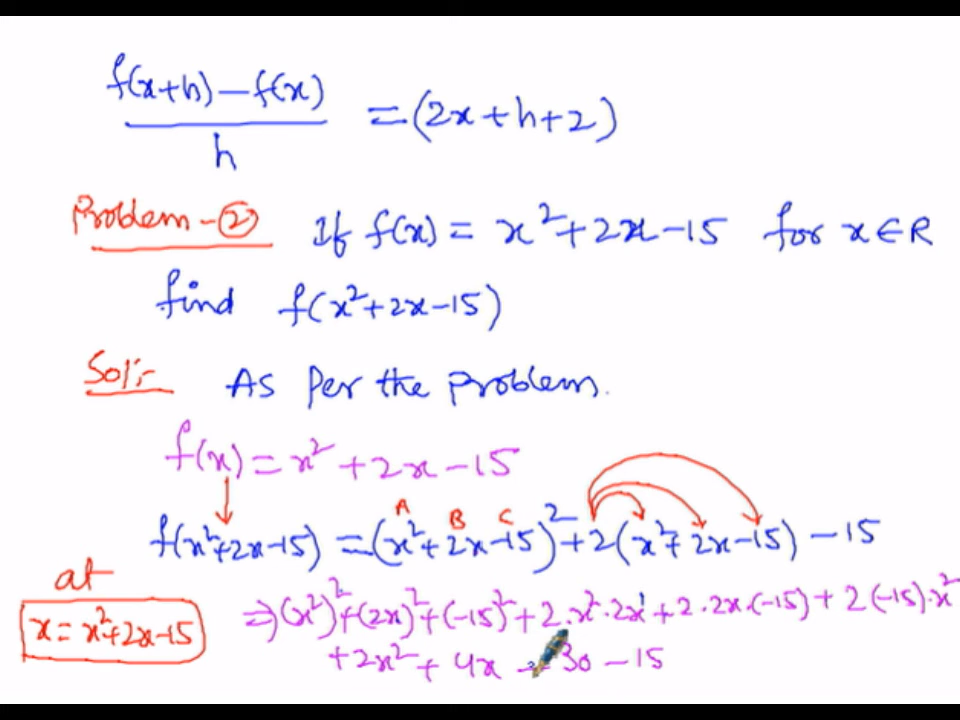 f(x+h) - f(x) / h = (2x+h+2)
Problem-② If f(x) = x²+2x-15 for x∈R
find f(x²+2x-15)
Sol:- As Per the Problem.
f(x) = x² + 2x - 15
A B C
f(x²+2x-15) = (x²+2x-15)² + 2(x²+2x-15) - 15
at
x = x²+2x-15
⇒ (x²)² + (2x)² + (-15)² + 2·x²·2x¹ + 2·2x·(-15) + 2(-15)·x²
+2x² + 4x - 30 - 15